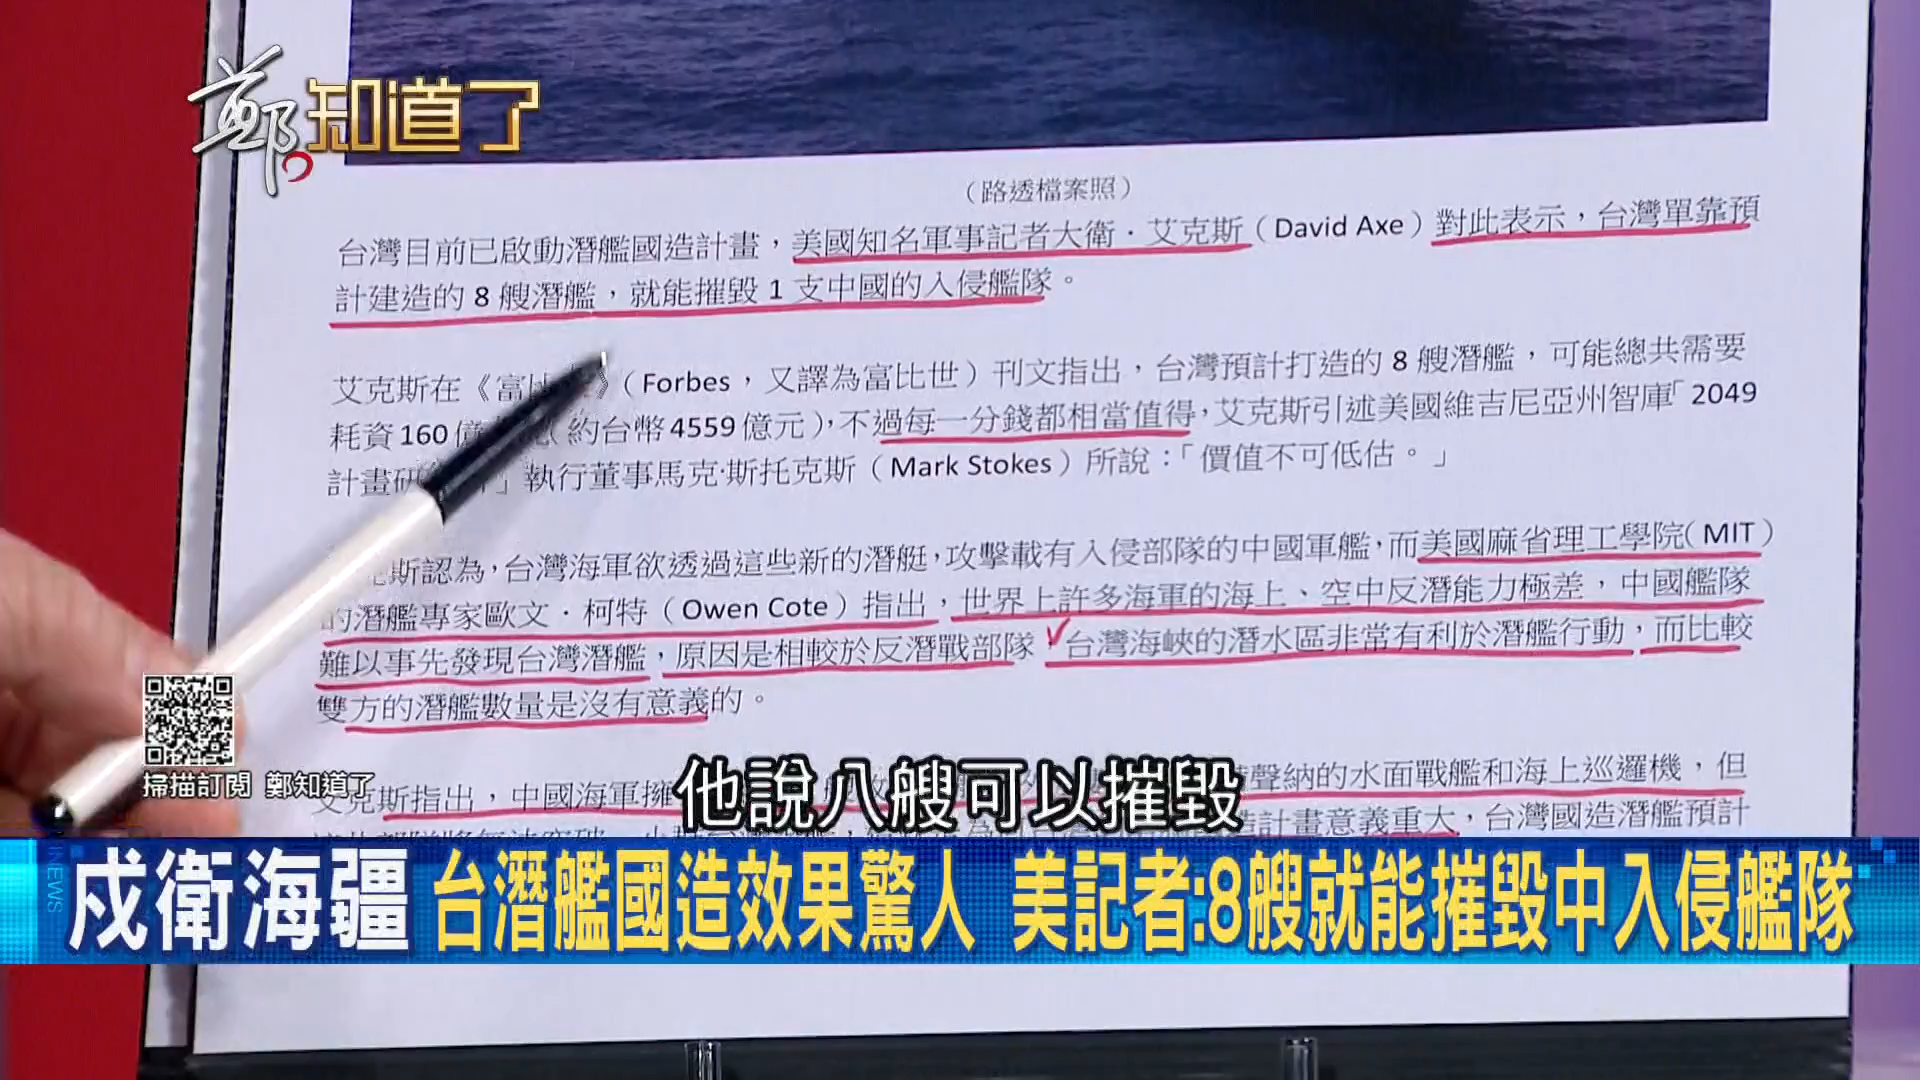 鄭知道了
（路透檔案照）
台灣目前已啟動潛艦國造計畫，美國知名軍事記者大衛．艾克斯（David Axe）對此表示，台灣單靠預
計建造的 8 艘潛艦，就能摧毀 1 支中國的入侵艦隊。
艾克斯在《富》（Forbes，又譯為富比世）刊文指出，台灣預計打造的 8 艘潛艦，可能總共需要
耗資 160 億（約台幣 4559 億元），不過每一分錢都相當值得，艾克斯引述美國維吉尼亞州智庫「2049
計畫研」執行董事馬克·斯托克斯（Mark Stokes）所說：「價值不可低估。」
斯認為，台灣海軍欲透過這些新的潛艇，攻擊載有入侵部隊的中國軍艦，而美國麻省理工學院（MIT）
的潛艦專家歐文．柯特（Owen Cote）指出，世界上許多海軍的海上、空中反潛能力極差，中國艦隊
難以事先發現台灣潛艦，原因是相較於反潛戰部隊 台灣海峽的潛水區非常有利於潛艦行動，而比較
雙方的潛艦數量是沒有意義的。
艾克斯指出，中國海軍擁 聲納的水面戰艦和海上巡邏機，但
造計畫意義重大，台灣國造潛艦預計
掃描訂閱 鄭知道了
他說八艘可以摧毀
NEWS
戍衛海疆 台潛艦國造效果驚人 美記者:8艘就能摧毀中入侵艦隊